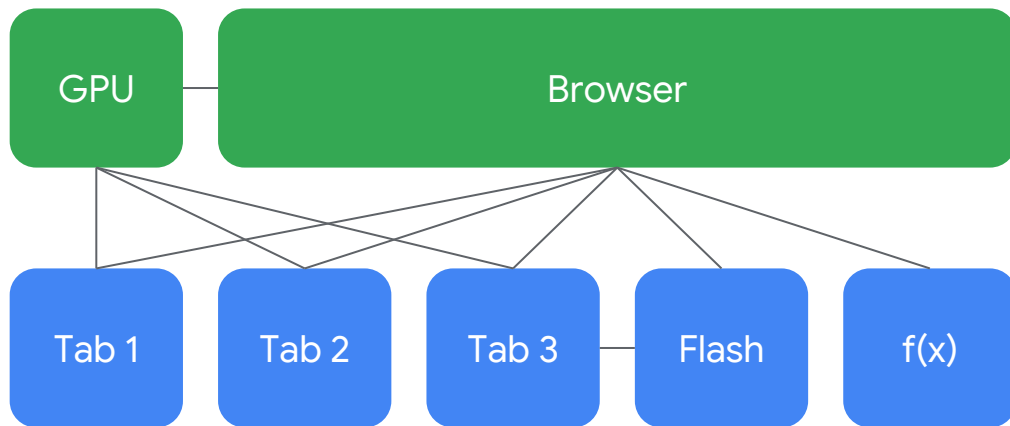 GPU
Browser
Tab 1
Tab 2
Tab 3
Flash
f(x)